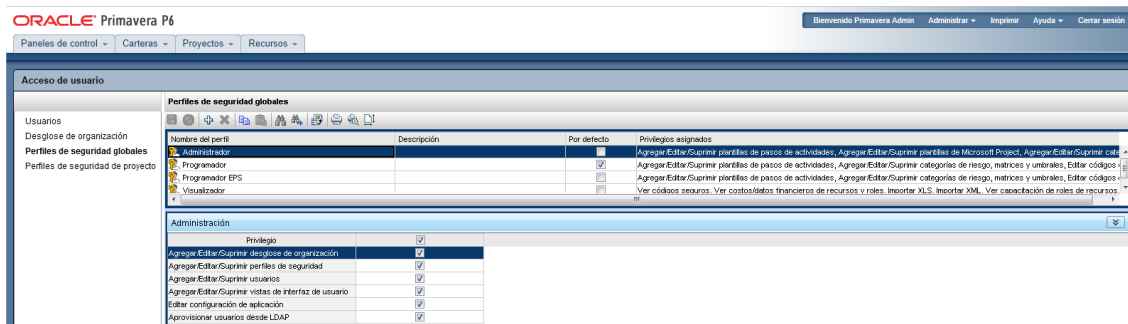 ORACLE Primavera P6
Bienvenido Primavera Admin Administrar Imprimir Ayuda Cerrar sesión
Paneles de control Carteras Proyectos Recursos
Acceso de usuario
Perfiles de seguridad globales
Usuarios
Desglose de organización
Perfiles de seguridad globales
Perfiles de seguridad de proyecto
Nombre del perfil Descripción Por defecto Privilegios asignados
Administrador Agregar/Editar/Suprimir plantillas de pasos de actividades, Agregar/Editar/Suprimir plantillas de Microsoft Project, Agregar/Editar/Suprimir cate
Programador Agregar/Editar/Suprimir plantillas de pasos de actividades, Agregar/Editar/Suprimir categorías de riesgo, matrices y umbrales, Editar códigos
Programador EPS Agregar/Editar/Suprimir plantillas de pasos de actividades, Agregar/Editar/Suprimir categorías de riesgo, matrices y umbrales, Editar códigos
Visualizador Ver códigos seguros. Ver costos/datos financieros de recursos y roles. Importar XLS. Importar XML. Ver capacitación de roles de recursos.
Administración
Privilegio
Agregar/Editar/Suprimir desglose de organización
Agregar/Editar/Suprimir perfiles de seguridad
Agregar/Editar/Suprimir usuarios
Agregar/Editar/Suprimir vistas de interfaz de usuario
Editar configuración de aplicación
Aprovisionar usuarios desde LDAP